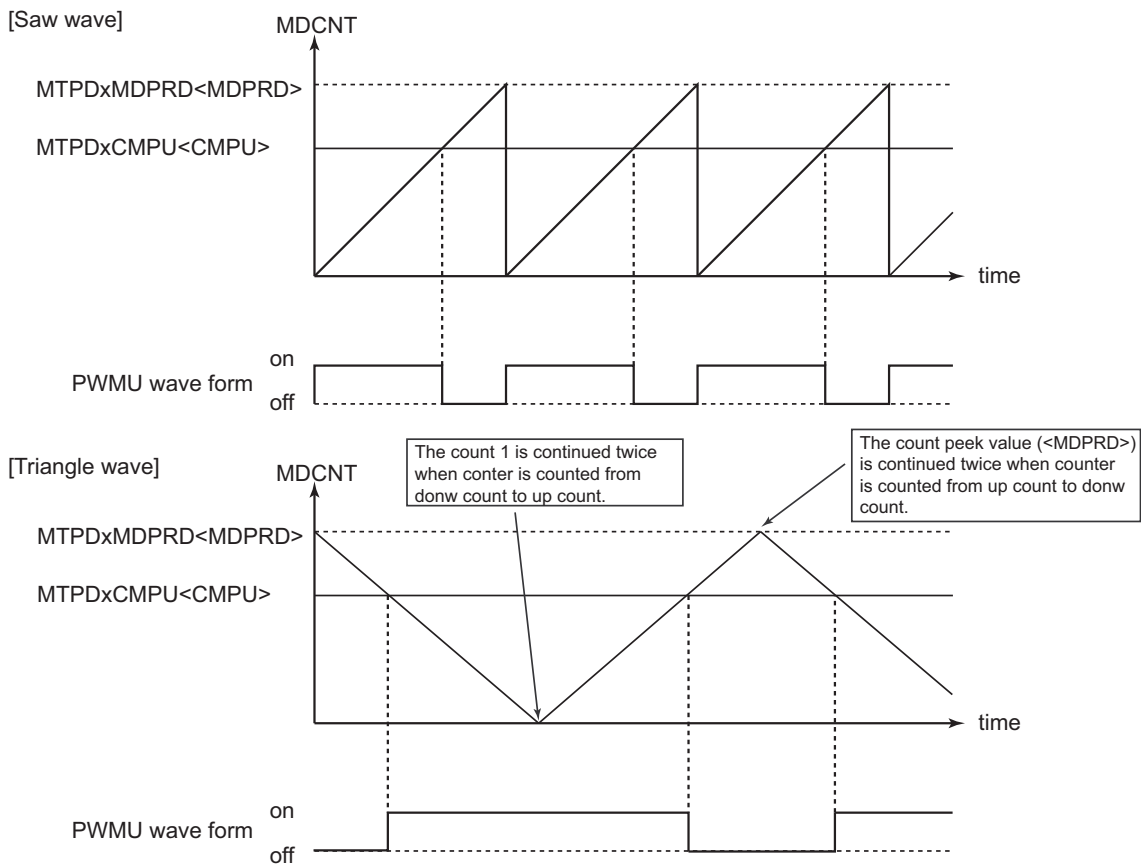 [Saw wave]
MDCNT
MTPDxMDPRD<MDPRD>
MTPDxCMPU<CMPU>
time
on
PWMU wave form
off
[Triangle wave]
MDCNT
The count 1 is continued twice
when conter is counted from
donw count to up count.
The count peek value (<MDPRD>)
is continued twice when counter
is counted from up count to donw
count.
MTPDxMDPRD<MDPRD>
MTPDxCMPU<CMPU>
time
on
PWMU wave form
off